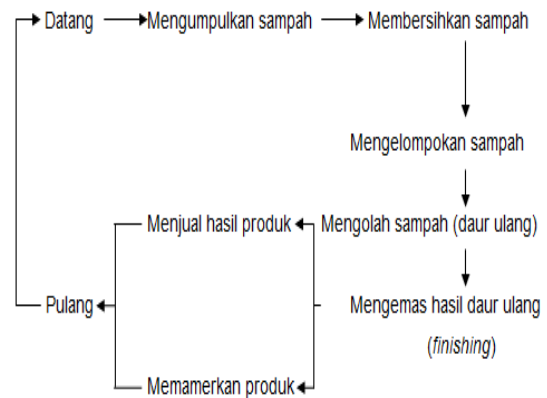 Datang
Mengumpulkan sampah
Membersihkan sampah
Mengelompokan sampah
Mengolah sampah (daur ulang)
Mengemas hasil daur ulang
(finishing)
Menjual hasil produk
Memamerkan produk
Pulang